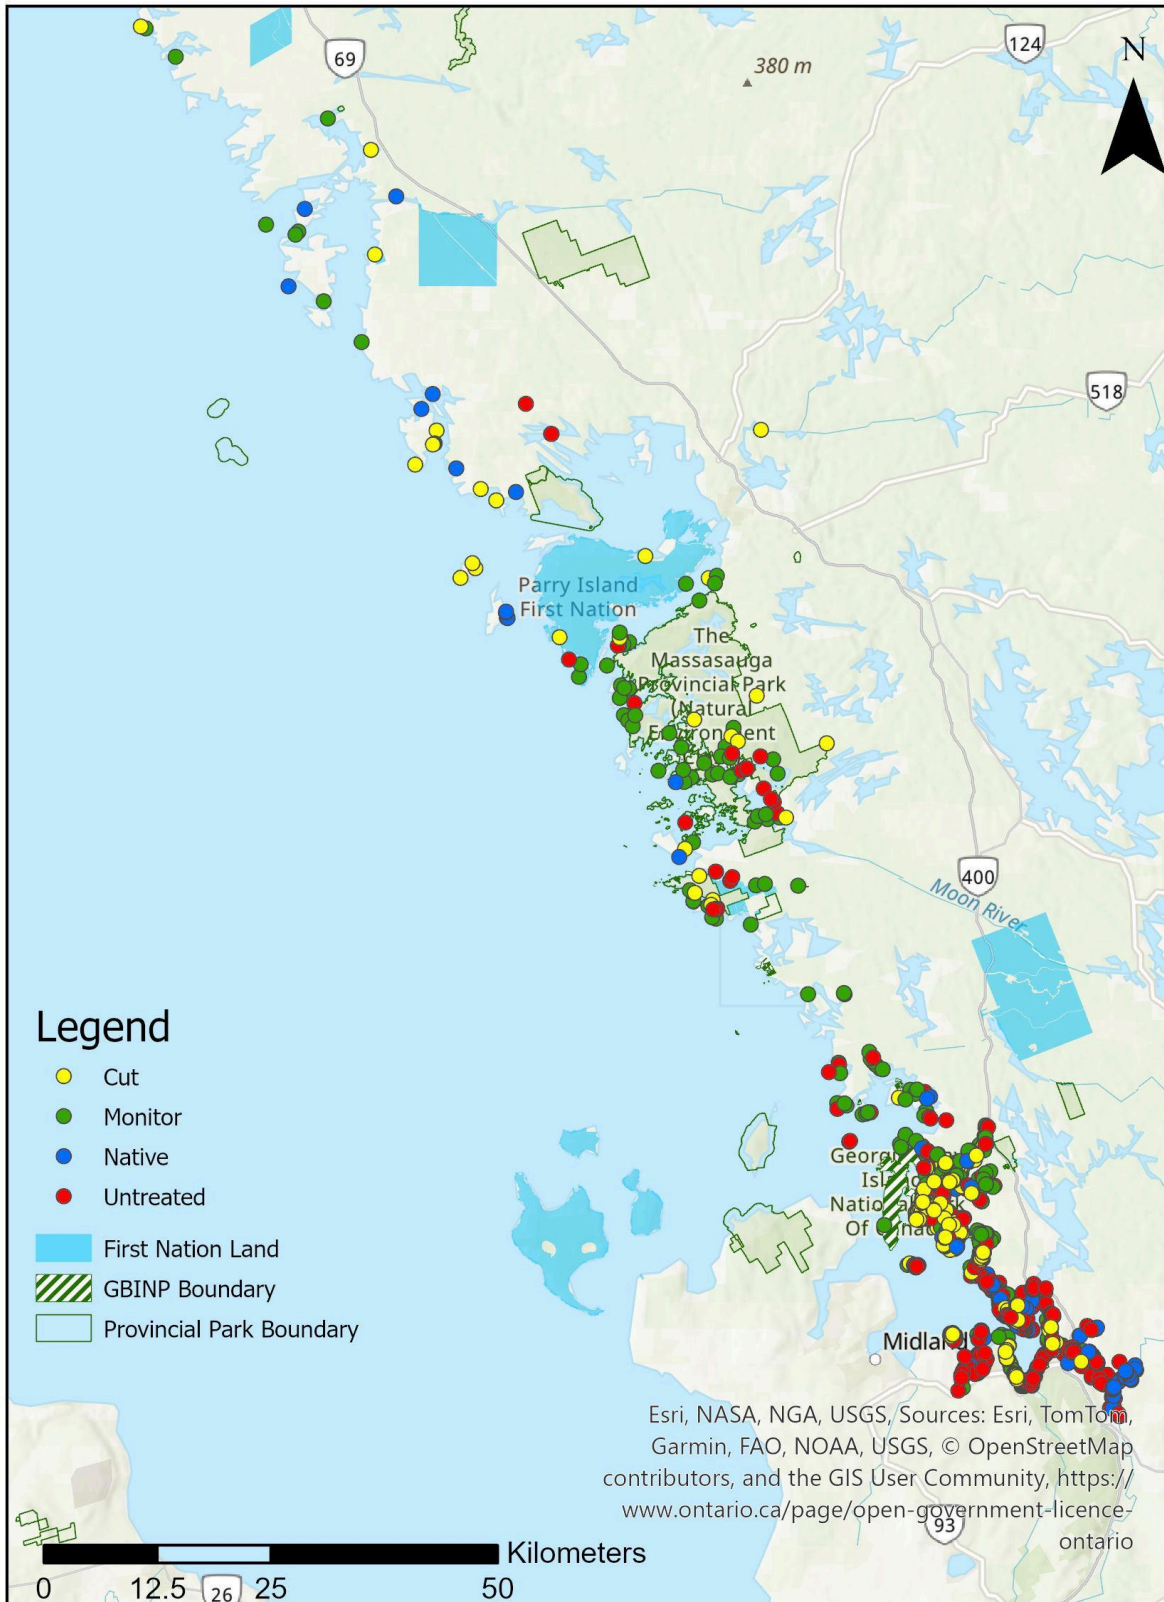 69
124
N
380 m
518
Parry Island
First Nation
The
Massasauga
Provincial Park
(Natural
Environment
400
Moon River
Legend
Cut
Monitor
Native
Untreated
First Nation Land
GBINP Boundary
Provincial Park Boundary
Of
Midland
Esri, NASA, NGA, USGS, Sources: Esri, TomTom,
Garmin, FAO, NOAA, USGS, © OpenStreetMap
contributors, and the GIS User Community, https://
www.ontario.ca/page/open-government-licence-
ontario
93
Kilometers
0 12.5 25 50
26